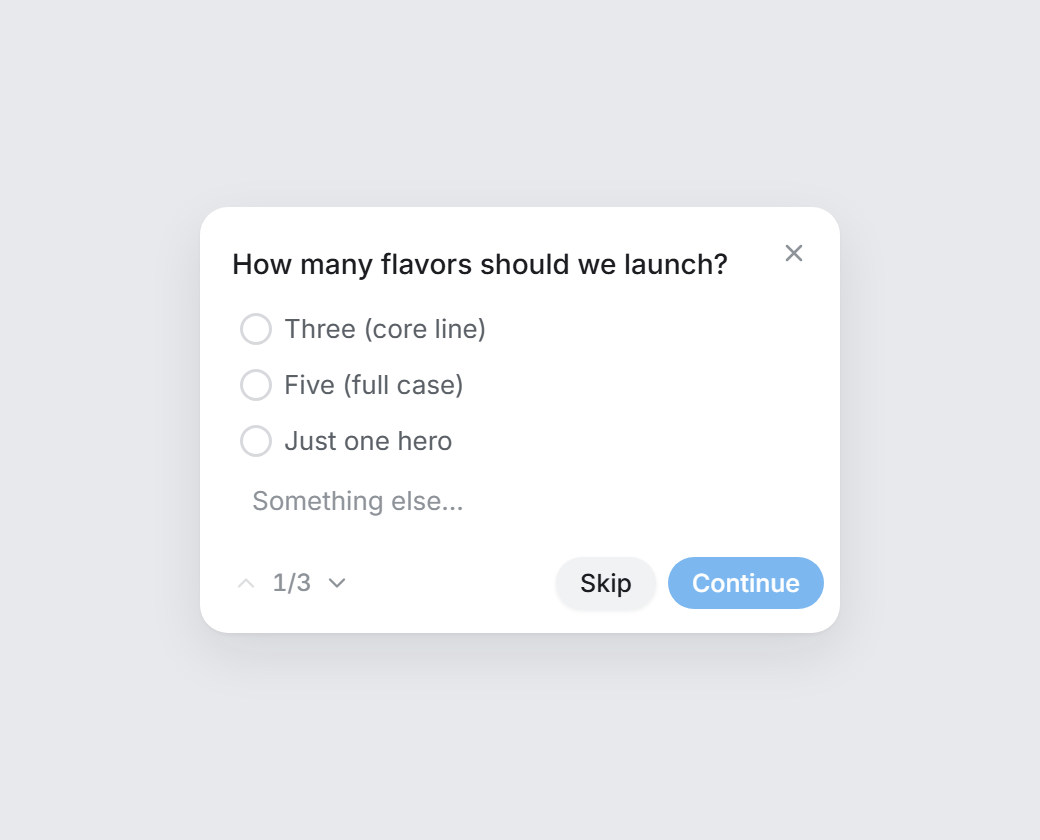 How many flavors should we launch?
Three (core line)
Five (full case)
Just one hero
Something else...
1/3
Skip
Continue